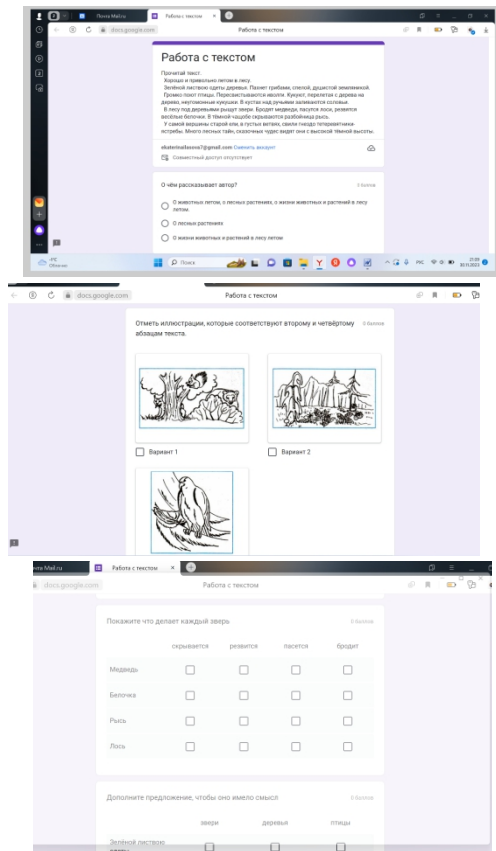 Почта Mail.ru
Работа с текстом
docs.google.com
Работа с текстом
Работа с текстом
Прочитай текст.
Хорошо и привольно летом в лесу.
Зелёной листвою одеты деревья. Пахнет грибами, спелой, душистой земляникой.
Громко поют птицы. Пересвистываются иволги. Кукуют, перелетая с дерева на
дерево, неугомонные кукушки. В кустах над ручьями заливаются соловьи.
В лесу под деревьями рыщут звери. Бродят медведи, пасутся лоси, резвятся
весёлые белочки. В тёмной чащобе скрывается разбойница рысь.
У самой вершины старой ели, в густых ветвях, свили гнездо тетеревятники-
ястребы. Много лесных тайн, сказочных чудес видят они с высокой тёмной высоты.
Сменить аккаунт
Совместный доступ отсутствует
О чём рассказывает автор?
2 баллов
О животных летом, о лесных растениях, о жизни животных и растений в лесу
летом.
О лесных растениях
О жизни животных и растений в лесу летом
Поиск
РУС
docs.google.com
Работа с текстом
Отметь иллюстрации, которые соответствуют второму и четвёртому
абзацам текста.
Вариант 1
Вариант 2
чта Mail.ru
Работа с текстом
docs.google.com
Работа с текстом
Покажите что делает каждый зверь
0 баллов
скрывается
резвится
пасется
бродит
Медведь
Белочка
Рысь
Лось
Дополните предложение, чтобы оно имело смысл
0 баллов
звери
деревья
птицы
Зелёной листвою